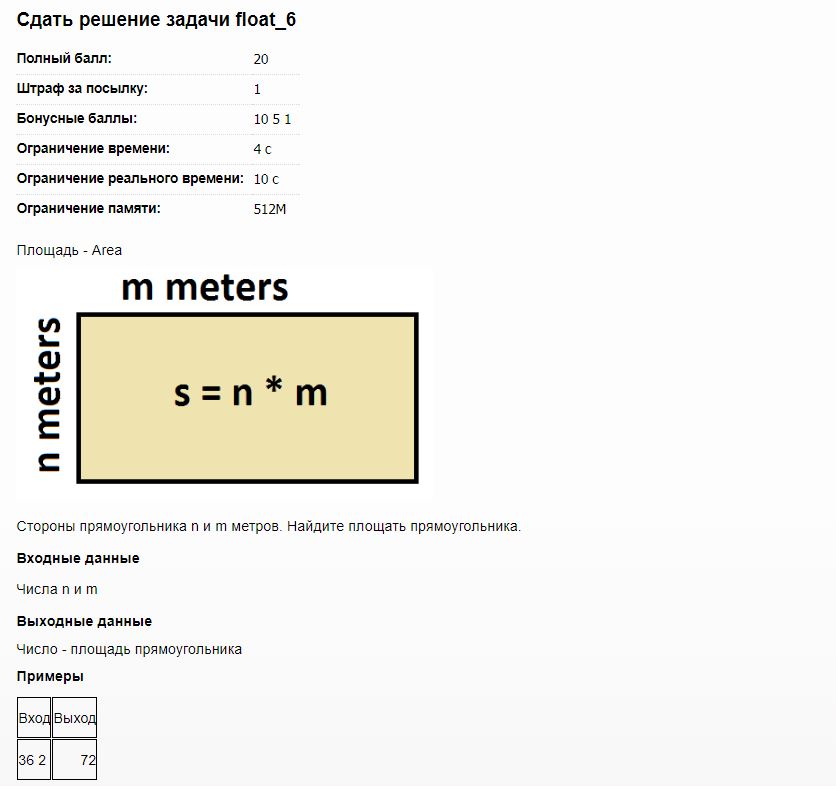 Сдать решение задачи float_6
Полный балл: 20
Штраф за посылку: 1
Бонусные баллы: 10 5 1
Ограничение времени: 4 с
Ограничение реального времени: 10 с
Ограничение памяти: 512M
Площадь - Area
m meters
n meters
s = n * m
Стороны прямоугольника n и m метров. Найдите площать прямоугольника.
Входные данные
Числа n и m
Выходные данные
Число - площадь прямоугольника
Примеры
Вход Выход
36 2 72